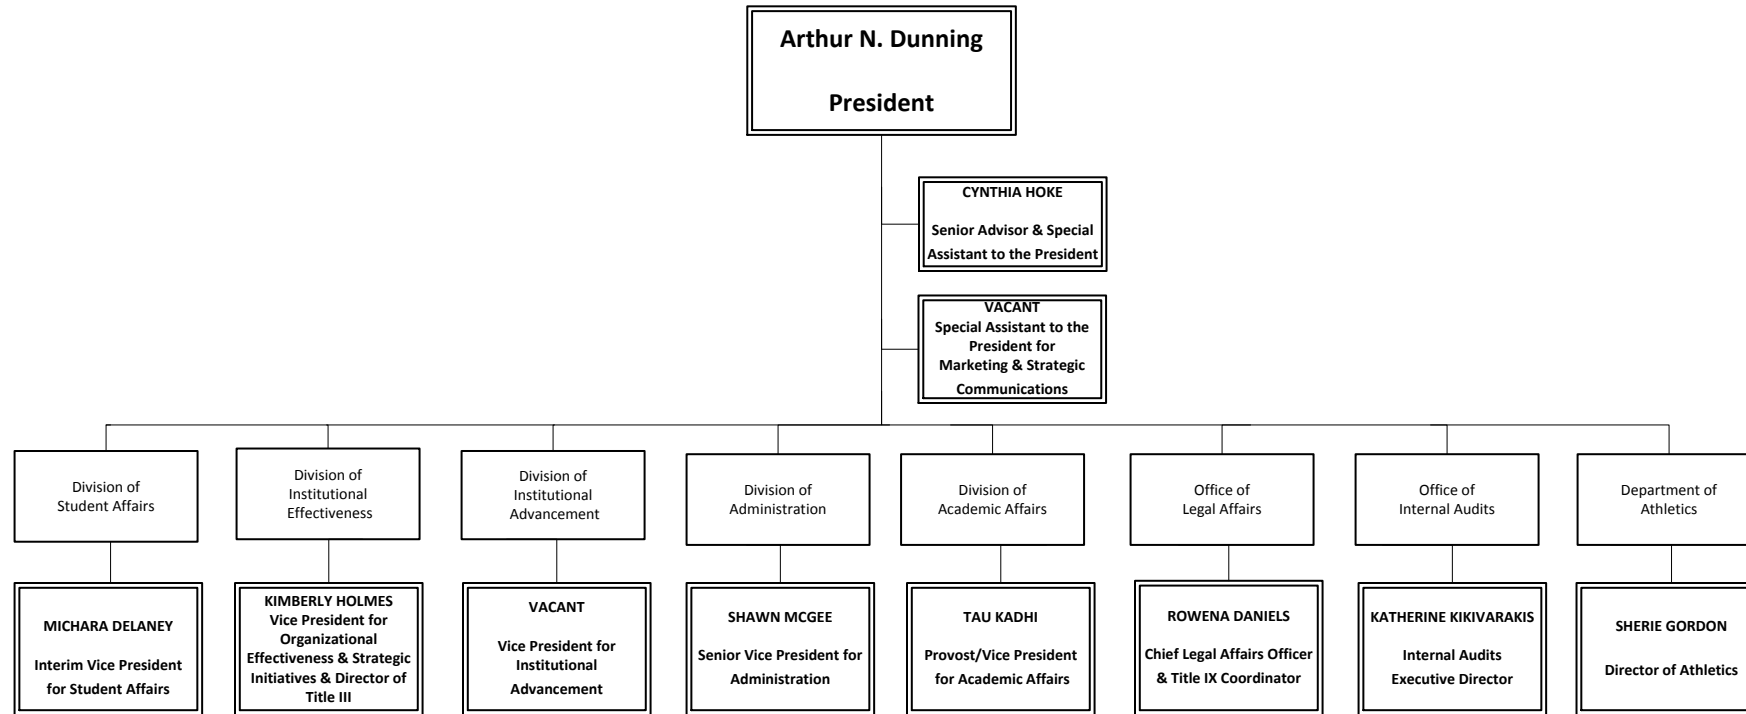 Arthur N. Dunning
President
CYNTHIA HOKE
Senior Advisor & Special
Assistant to the President
VACANT
Special Assistant to the
President for
Marketing & Strategic
Communications
Division of
Student Affairs
Division of
Institutional
Effectiveness
Division of
Institutional
Advancement
Division of
Administration
Division of
Academic Affairs
Office of
Legal Affairs
Office of
Internal Audits
Department of
Athletics
MICHARA DELANEY
Interim Vice President
for Student Affairs
KIMBERLY HOLMES
Vice President for
Organizational
Effectiveness & Strategic
Initiatives & Director of
Title III
VACANT
Vice President for
Institutional
Advancement
SHAWN MCGEE
Senior Vice President for
Administration
TAU KADHI
Provost/Vice President
for Academic Affairs
ROWENA DANIELS
Chief Legal Affairs Officer
& Title IX Coordinator
KATHERINE KIKIVARAKIS
Internal Audits
Executive Director
SHERIE GORDON
Director of Athletics